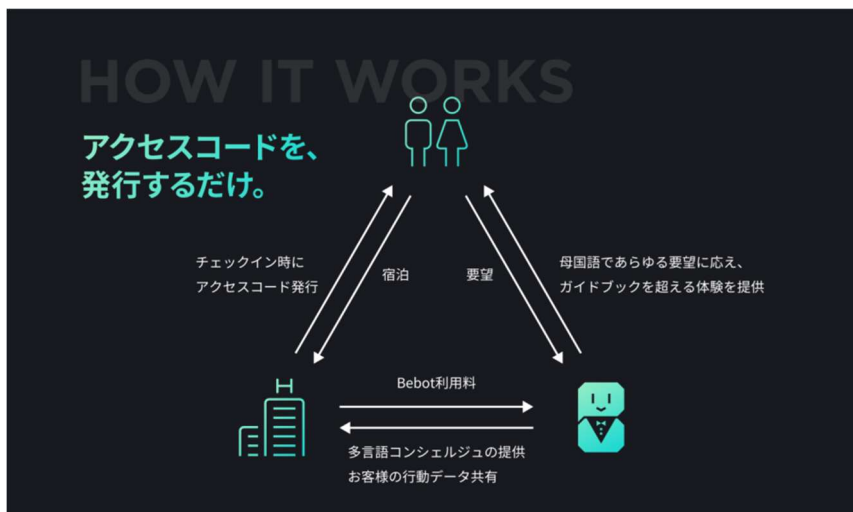 HOW IT WORKS
アクセスコードを、
発行するだけ。
チェックイン時に
アクセスコード発行
宿泊
要望
母国語であらゆる要望に応え、
ガイドブックを超える体験を提供
H
Bebot利用料
多言語コンシェルジュの提供
お客様の行動データ共有